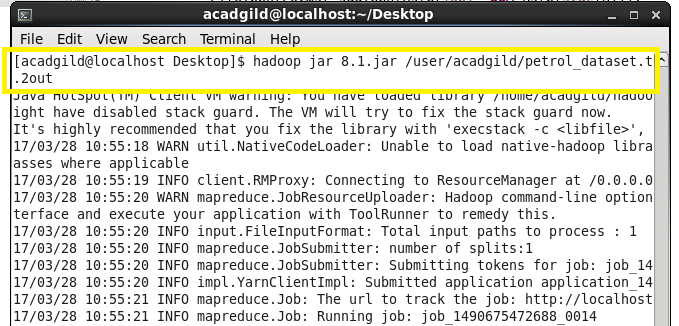 acadgild@localhost:~/Desktop
File Edit View Search Terminal Help
[acadgild@localhost Desktop]$ hadoop jar 8.1.jar /user/acadgild/petrol_dataset.t
.2out
Java HotSpot(TM) Client VM warning: You have loaded library /home/acadgild/hadoo
ight have disabled stack guard. The VM will try to fix the stack guard now.
It's highly recommended that you fix the library with 'execstack -c <libfile>',
17/03/28 10:55:18 WARN util.NativeCodeLoader: Unable to load native-hadoop libra
asses where applicable
17/03/28 10:55:19 INFO client.RMProxy: Connecting to ResourceManager at /0.0.0.0
17/03/28 10:55:20 WARN mapreduce.JobResourceUploader: Hadoop command-line option
terface and execute your application with ToolRunner to remedy this.
17/03/28 10:55:20 INFO input.FileInputFormat: Total input paths to process : 1
17/03/28 10:55:20 INFO mapreduce.JobSubmitter: number of splits:1
17/03/28 10:55:20 INFO mapreduce.JobSubmitter: Submitting tokens for job: job_14
17/03/28 10:55:20 INFO impl.YarnClientImpl: Submitted application application_14
17/03/28 10:55:21 INFO mapreduce.Job: The url to track the job: http://localhost
17/03/28 10:55:21 INFO mapreduce.Job: Running job: job_1490675472688_0014